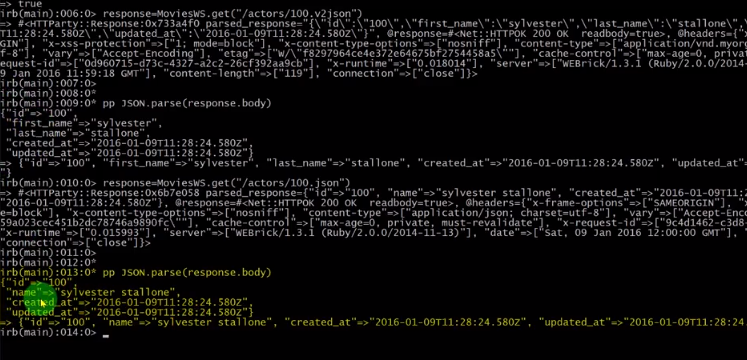 => true
irb(main):006:0> response=MoviesWS.get("/actors/100.v2json")
=> #<HTTParty::Response:0x733a4f0 parsed_response="{\"id\":\"100\",\"first_name\":\"sylvester\",\"last_name\":\"stallone\",
,\"updated_at\":\"2016-01-09T11:28:24.580Z\"}", @response=#<Net::HTTPOK 200 OK readbody=true>, @headers={"x
GIN"], "x-xss-protection"=>["1; mode=block"], "x-content-type-options"=>["nosniff"], "content-type"=>["application/vnd.myor
f-8"], "vary"=>["Accept-Encoding"], "etag"=>["W/\"f8297964ce4e372e64675bf2754458a5\""], "cache-control"=>["max-age=0, priva
equest-id"=>["0d960715-d73c-4327-a2c2-26cf392aa9cb"], "x-runtime"=>["0.018014"], "server"=>["WEBrick/1.3.1 (Ruby/2.0.0/2014-
9 Jan 2016 11:59:18 GMT"], "content-length"=>["119"], "connection"=>["close"]}>
irb(main):007:0>
irb(main):008:0*
irb(main):009:0* pp JSON.parse(response.body)
{"id"=>"100",
"first_name"=>"sylvester",
"last_name"=>"stallone",
"created_at"=>"2016-01-09T11:28:24.580Z",
"updated_at"=>"2016-01-09T11:28:24.580Z"}
=> {"id"=>"100", "first_name"=>"sylvester", "last_name"=>"stallone", "created_at"=>"2016-01-09T11:28:24.580Z", "updated_at"=
"}
irb(main):010:0> response=MoviesWS.get("/actors/100.json")
=> #<HTTParty::Response:0x6b7e058 parsed_response={"id"=>"100", "name"=>"sylvester stallone", "created_at"=>"2016-01-09T11:2
"2016-01-09T11:28:24.580Z"}, @response=#<Net::HTTPOK 200 OK readbody=true>, @headers={"x-frame-options"=>["SAMEORIGIN"], "x-
e=block"], "x-content-type-options"=>["nosniff"], "content-type"=>["application/json; charset=utf-8"], "vary"=>["Accept-Enco
59a023cec451b2dc78746a9890fc\""], "cache-control"=>["max-age=0, private, must-revalidate"], "x-request-id"=>["9c4d1462-c3d8-
"x-runtime"=>["0.015993"], "server"=>["WEBrick/1.3.1 (Ruby/2.0.0/2014-11-13)"], "date"=>["Sat, 09 Jan 2016 12:00:00 GMT"],
"connection"=>["close"]}>
irb(main):011:0>
irb(main):012:0*
irb(main):013:0* pp JSON.parse(response.body)
{"id"=>"100",
"name"=>"sylvester stallone",
"created_at"=>"2016-01-09T11:28:24.580Z",
"updated_at"=>"2016-01-09T11:28:24.580Z"}
=> {"id"=>"100", "name"=>"sylvester stallone", "created_at"=>"2016-01-09T11:28:24.580Z", "updated_at"=>"2016-01-09T11:28:24.
irb(main):014:0> _